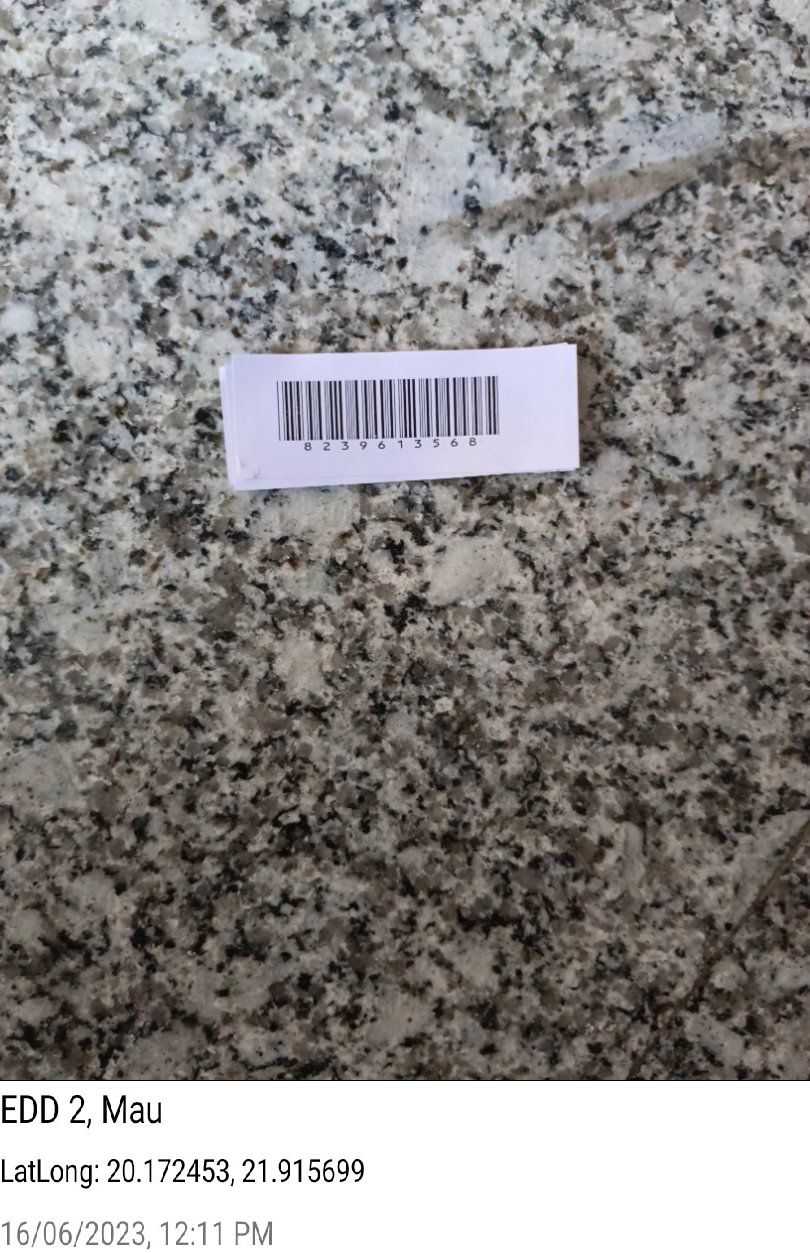 8239613568
EDD 2, Mau
LatLong: 20.172453, 21.915699
16/06/2023, 12:11 PM